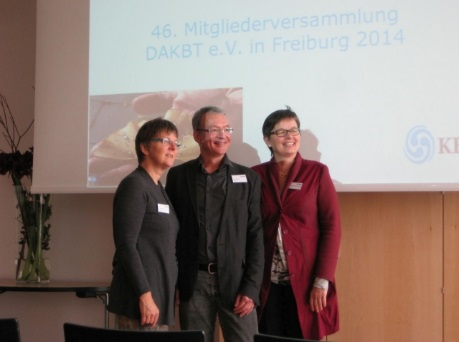 46. Mitgliederversammlung
DAKBT e.V. in Freiburg 2014